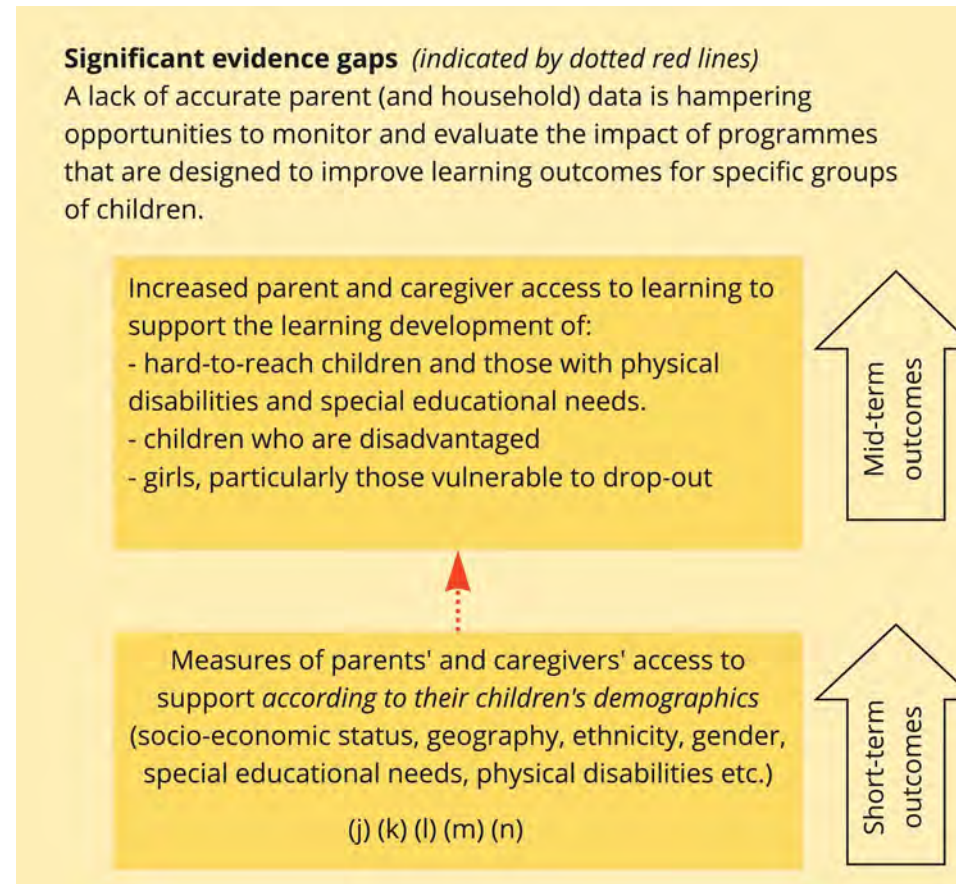 Significant evidence gaps (indicated by dotted red lines)
A lack of accurate parent (and household) data is hampering
opportunities to monitor and evaluate the impact of programmes
that are designed to improve learning outcomes for specific groups
of children.
Increased parent and caregiver access to learning to
support the learning development of:
- hard-to-reach children and those with physical
disabilities and special educational needs.
- children who are disadvantaged
- girls, particularly those vulnerable to drop-out
Mid-term
outcomes
Measures of parents' and caregivers' access to
support according to their children's demographics
(socio-economic status, geography, ethnicity, gender,
special educational needs, physical disabilities etc.)
(j) (k) (l) (m) (n)
Short-term
outcomes